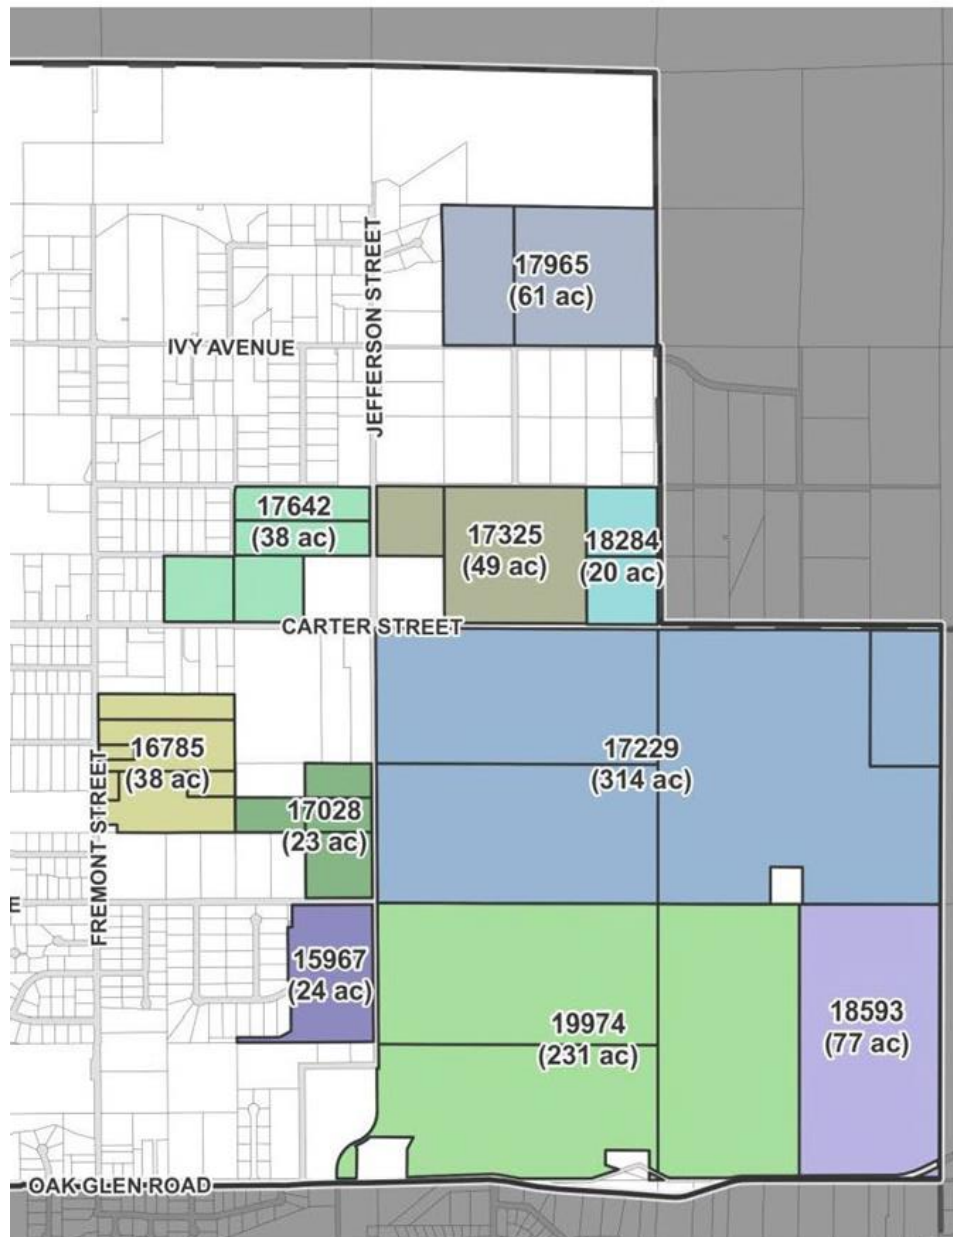 17965
(61 ac)
JEFFERSON STREET
IVY AVENUE
17642
(38 ac)
17325
(49 ac)
18284
(20 ac)
CARTER STREET
16785
(38 ac)
17229
(314 ac)
17028
(23 ac)
FREMONT STREET
E
15967
(24 ac)
19974
(231 ac)
18593
(77 ac)
OAK GLEN ROAD